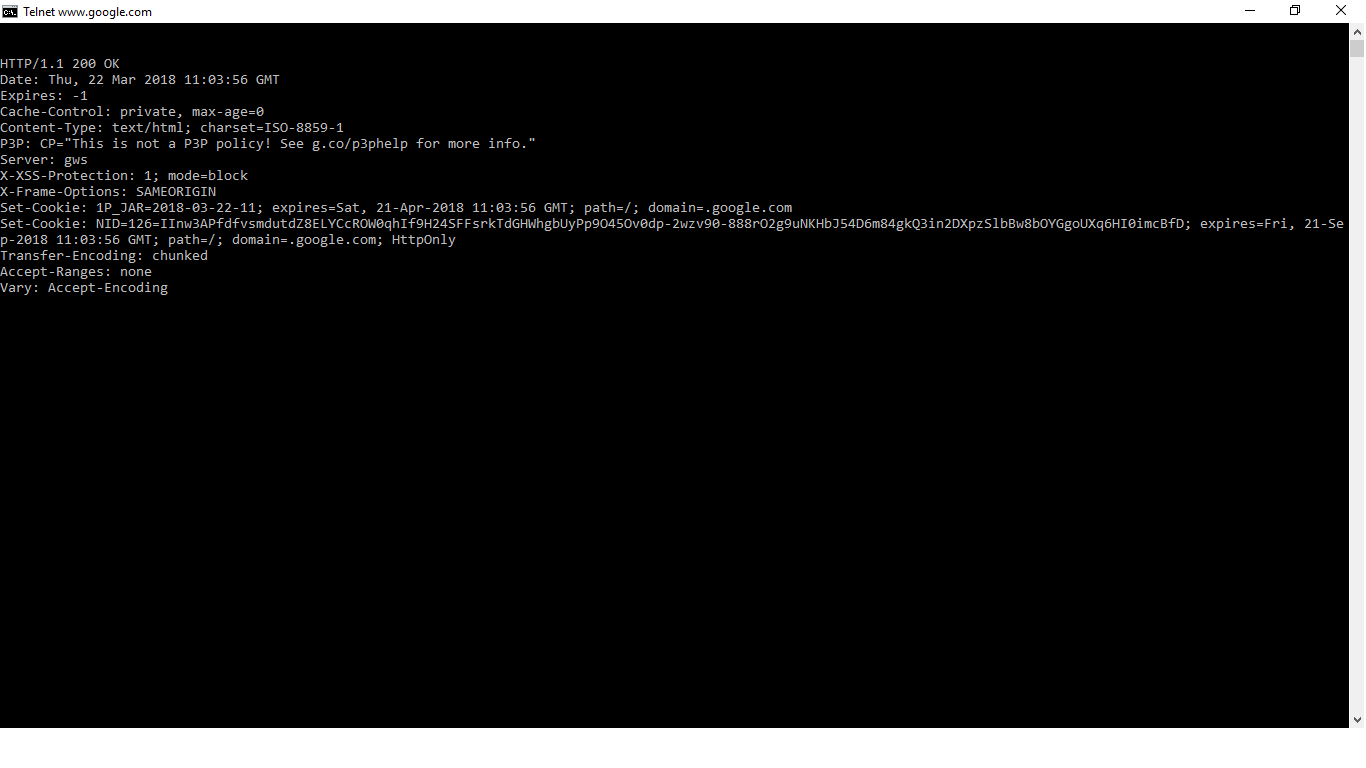 Telnet www.google.com
HTTP/1.1 200 OK
Date: Thu, 22 Mar 2018 11:03:56 GMT
Expires: -1
Cache-Control: private, max-age=0
Content-Type: text/html; charset=ISO-8859-1
P3P: CP="This is not a P3P policy! See g.co/p3phelp for more info."
Server: gws
X-XSS-Protection: 1; mode=block
X-Frame-Options: SAMEORIGIN
Set-Cookie: 1P_JAR=2018-03-22-11; expires=Sat, 21-Apr-2018 11:03:56 GMT; path=/; domain=.google.com
Set-Cookie: NID=126=IInw3APfdfvsmdutdZ8ELYCcROW0qhIf9H24SFFsrkTdGHWhgbUyPp9O45Ov0dp-2wzv90-888rO2g9uNKHbJ54D6m84gkQ3in2DXpzSlbBw8bOYGgoUXq6HI0imcBfD; expires=Fri, 21-Se
p-2018 11:03:56 GMT; path=/; domain=.google.com; HttpOnly
Transfer-Encoding: chunked
Accept-Ranges: none
Vary: Accept-Encoding